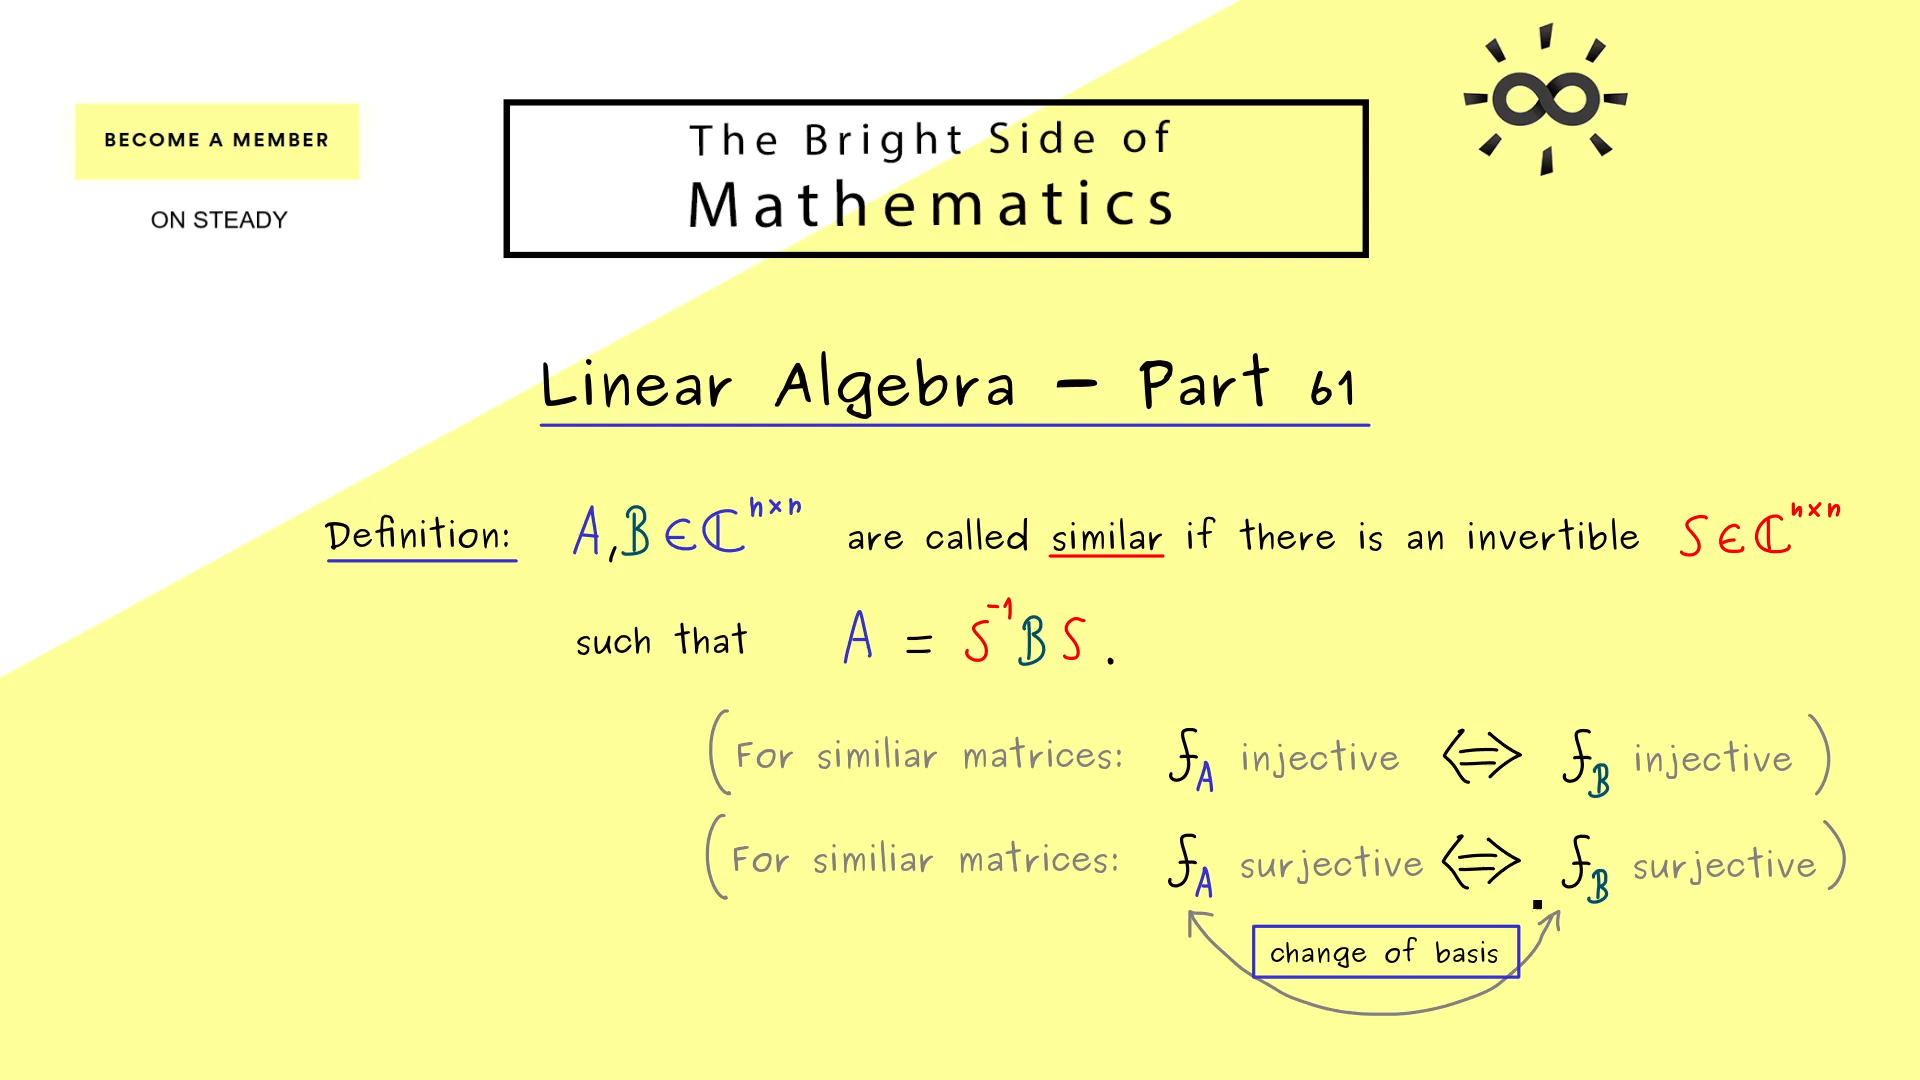 BECOME A MEMBER
ON STEADY
The Bright Side of
Mathematics
Linear Algebra – Part 61
Definition: A, B ∈ ℂⁿˣⁿ are called similar if there is an invertible S ∈ ℂⁿˣⁿ
such that A = S⁻¹ B S .
(For similiar matrices: f_A injective ⟺ f_B injective)
(For similiar matrices: f_A surjective ⟺ f_B surjective)
change of basis